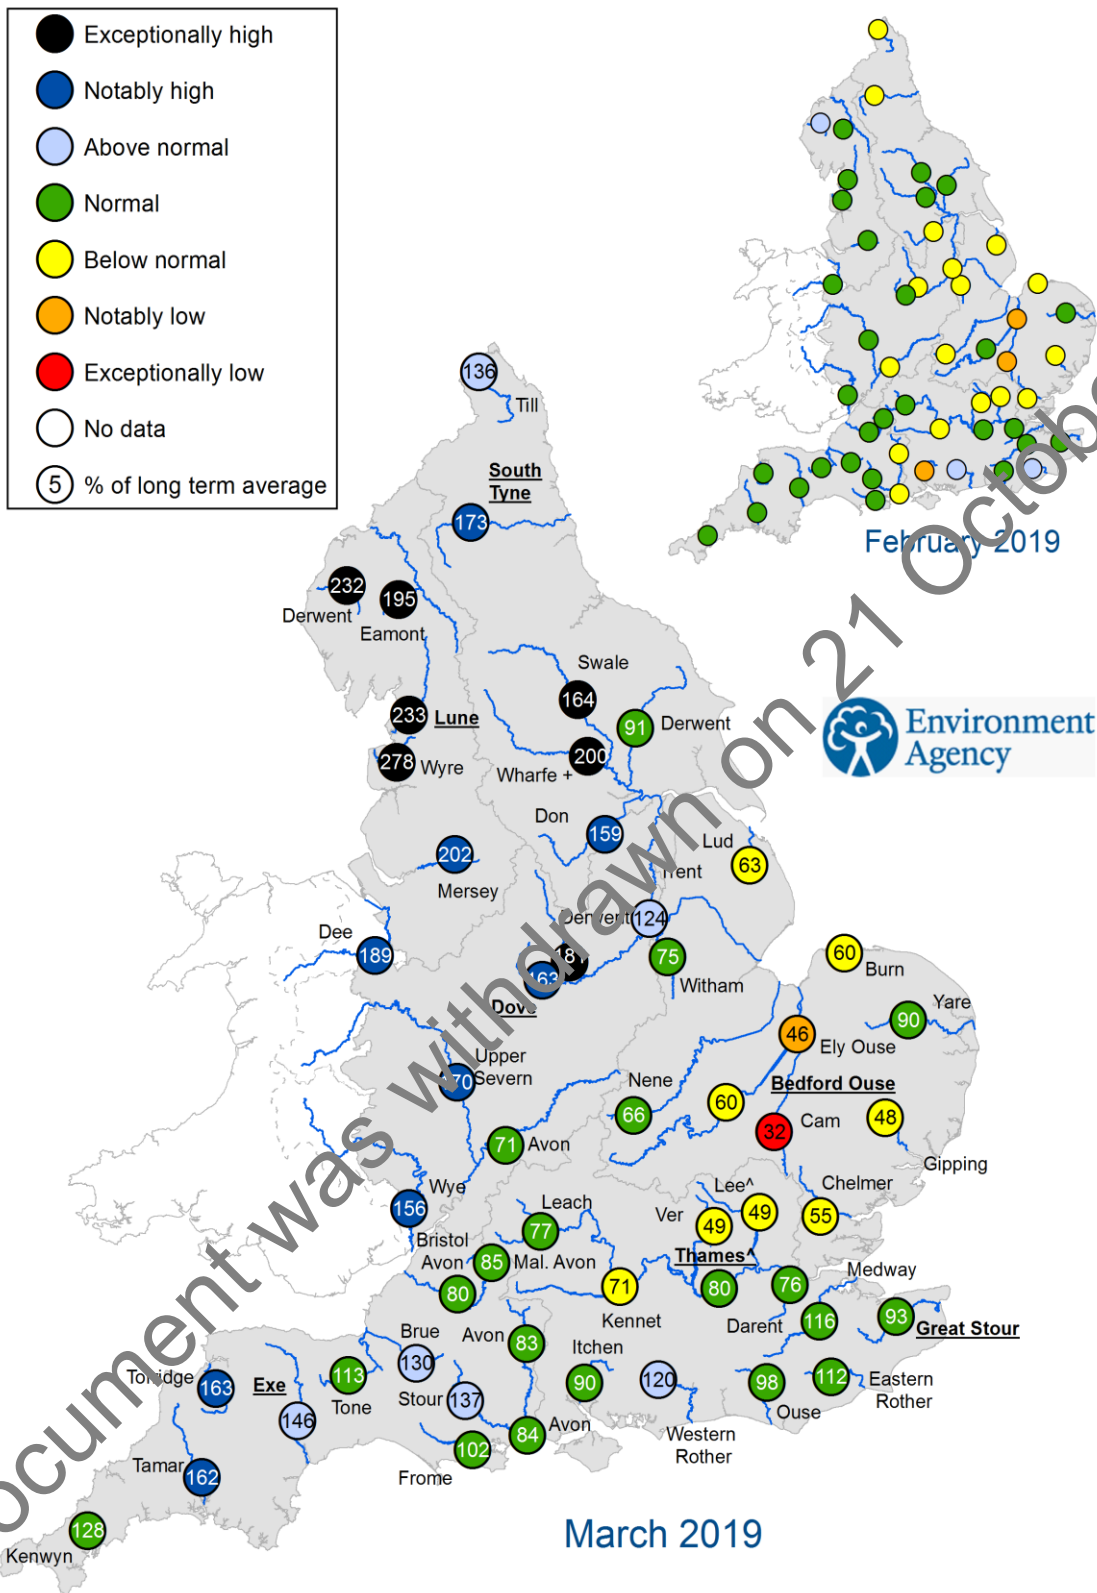 Exceptionally high
Notably high
Above normal
Normal
Below normal
Notably low
Exceptionally low
No data
5 % of long term average
February 2019
Environment
Agency
136
Till
South
Tyne
173
232
Derwent
195
Eamont
Swale
164
233
Lune
91
Derwent
278
Wyre
200
Wharfe +
Don
159
Lud
63
202
Mersey
Trent
Derwent
124
Dee
189
60
Burn
75
Witham
163
Dove
Yare
90
46
Ely Ouse
Upper
Severn
170
Bedford Ouse
Nene
66
60
Cam
32
48
Gipping
71
Avon
Wye
156
Leach
77
Lee^
49
Ver
49
Chelmer
55
Bristol
Avon
80
85
Mal. Avon
Thames^
80
76
Medway
71
Kennet
Darent
116
93
Great Stour
Brue
130
Avon
83
Itchen
90
120
Western
Rother
98
Ouse
112
Eastern
Rother
Torridge
163
Exe
146
113
Tone
Stour
137
84
Avon
102
Frome
Tamar
162
128
Kenwyn
March 2019
document was withdrawn on 21 October